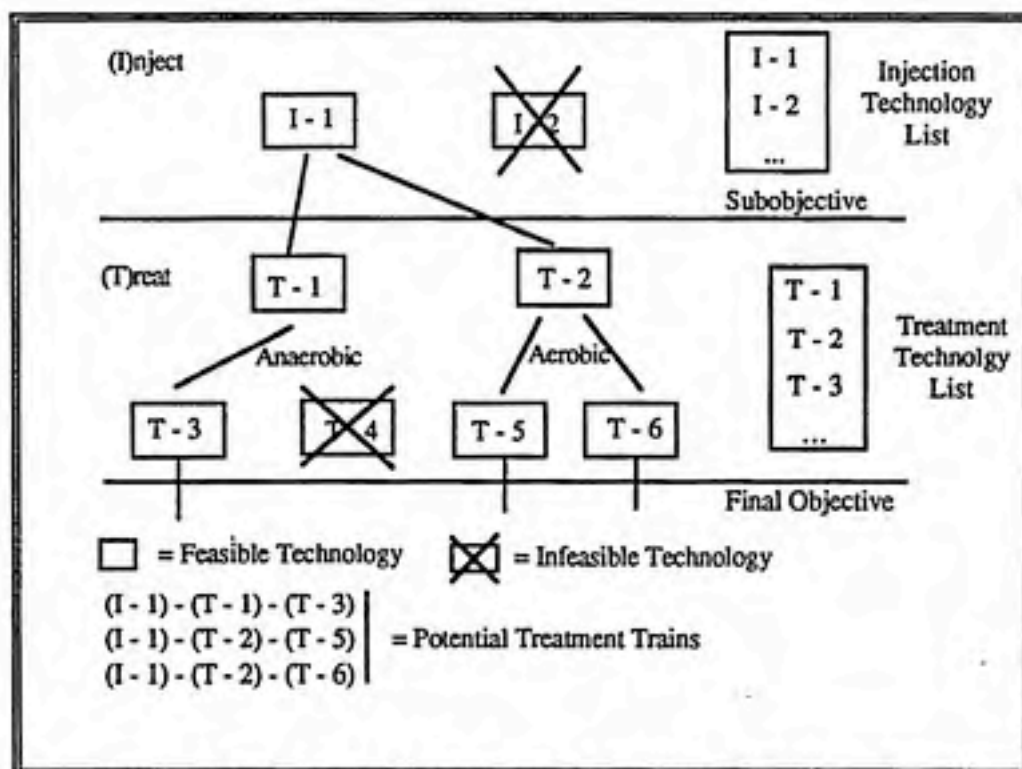 (I)nject
I - 1
I - 2
I - 1
I - 2
...
Injection
Technology
List
Subobjective
(T)reat
T - 1
T - 2
Anaerobic
Aerobic
T - 3
T - 4
T - 5
T - 6
T - 1
T - 2
T - 3
...
Treatment
Technolgy
List
Final Objective
= Feasible Technology
= Infeasible Technology
(I - 1) - (T - 1) - (T - 3)
(I - 1) - (T - 2) - (T - 5)
(I - 1) - (T - 2) - (T - 6)
= Potential Treatment Trains